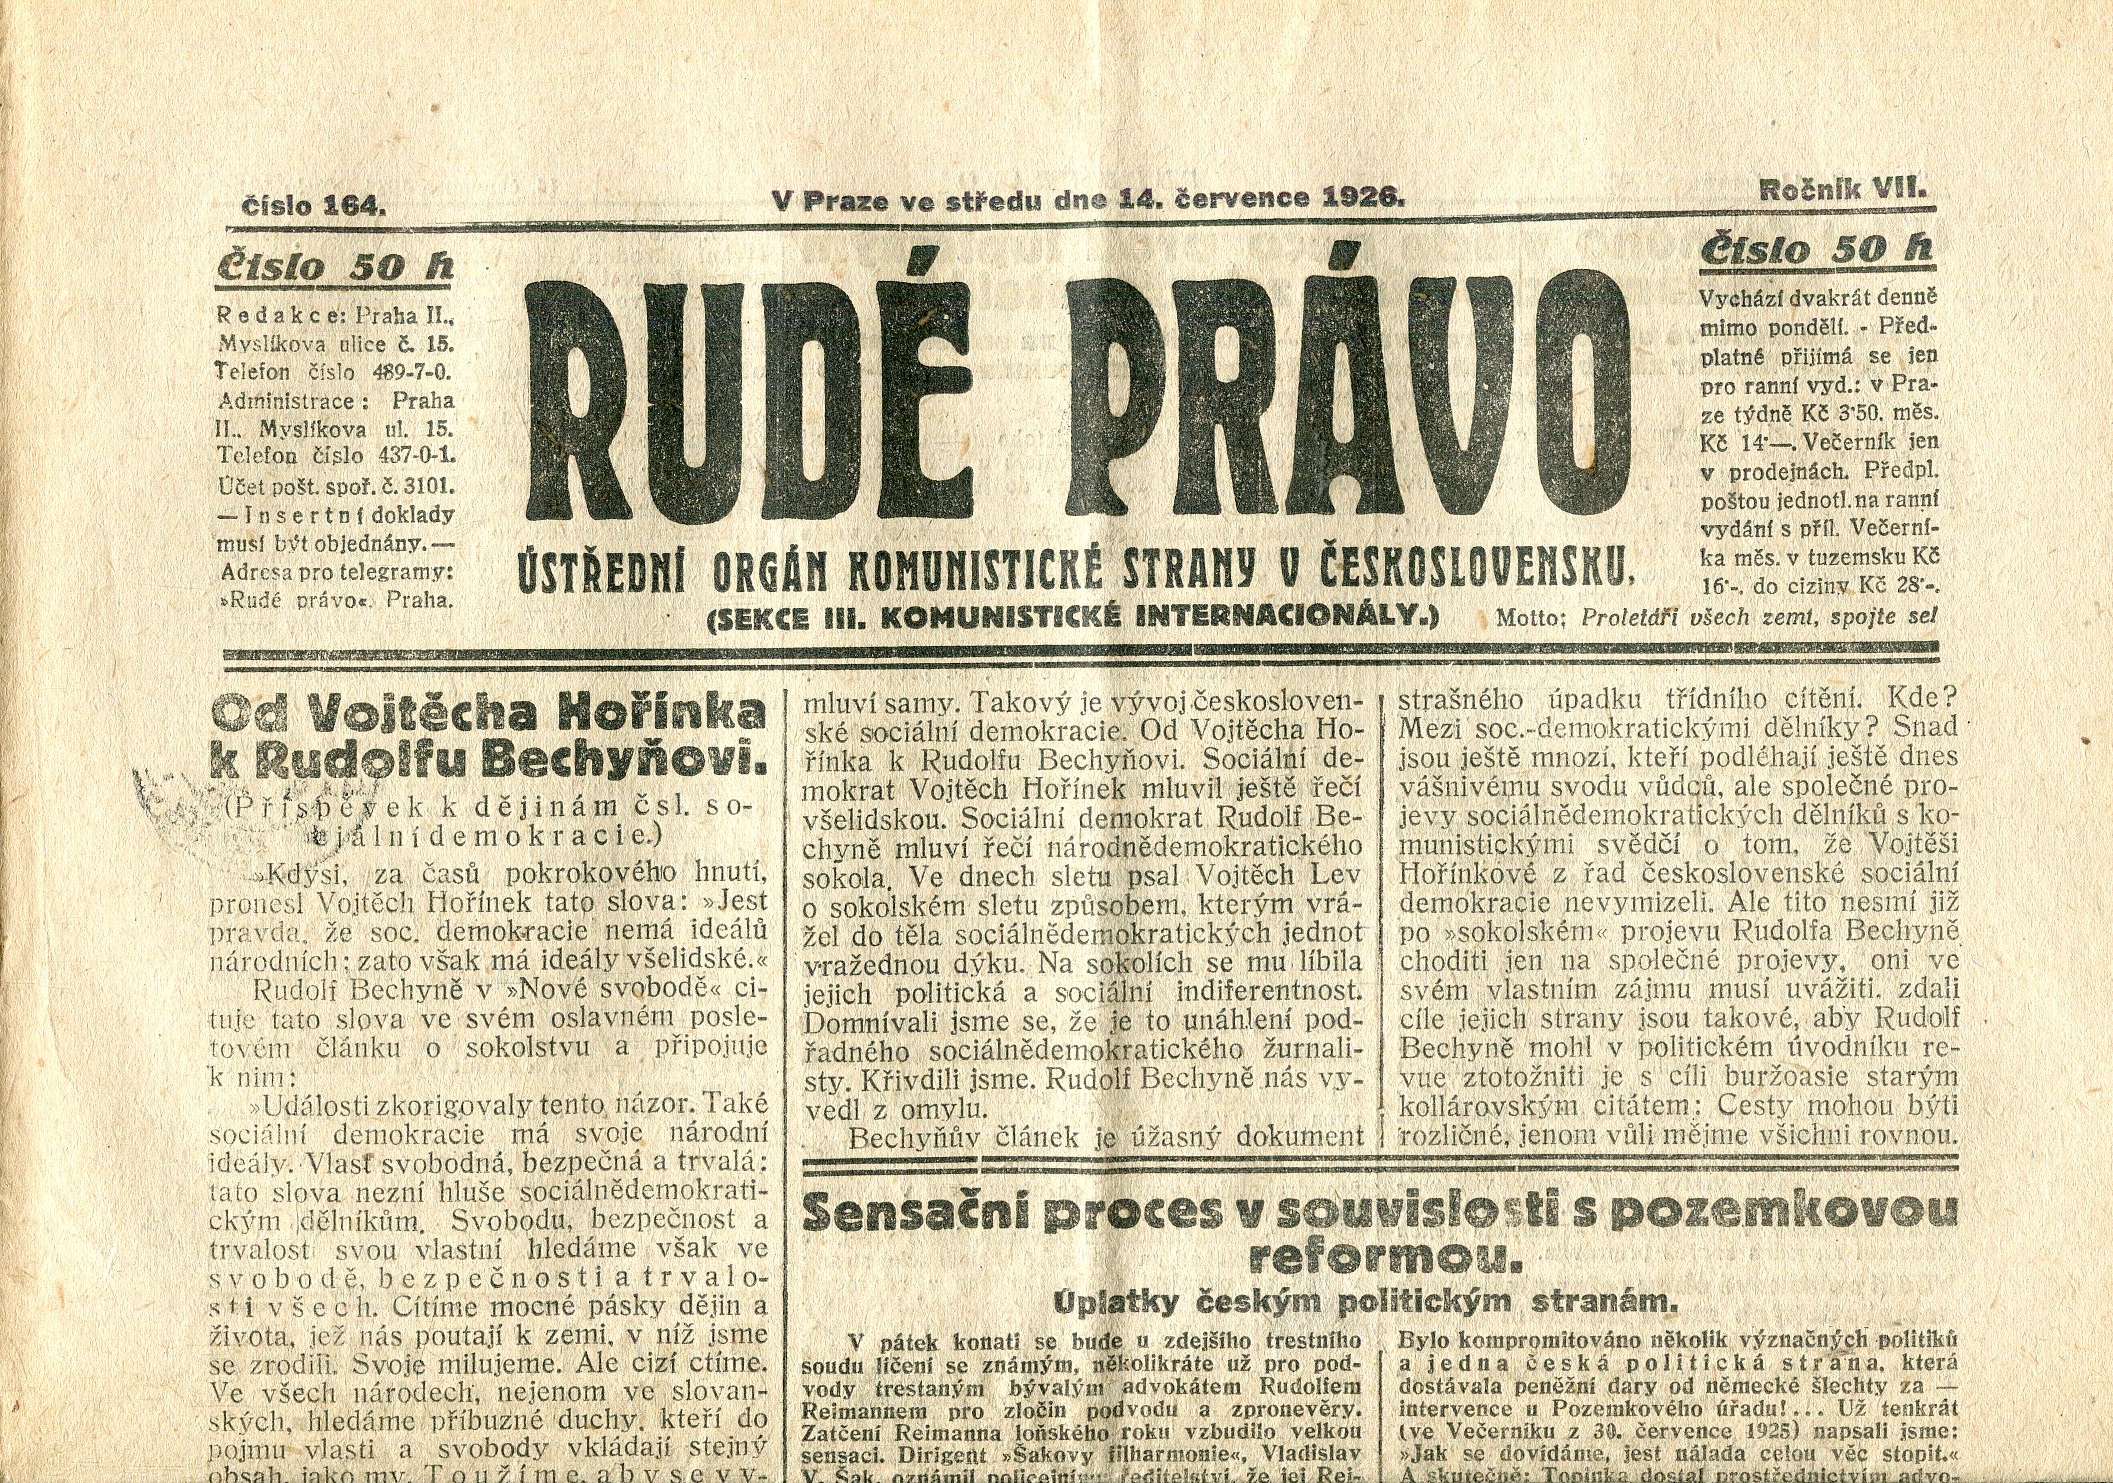 číslo 164.
V Praze ve středu dne 14. července 1926.
Ročník VII.
Číslo 50 h
Redakce: Praha II.,
Myslíkova ulice č. 15.
Telefon číslo 489-7-0.
Administrace: Praha
II., Myslíkova ul. 15.
Telefon číslo 437-0-1.
Účet pošt. spoř. č. 3101.
— Insertní doklady
musí být objednány. —
Adresa pro telegramy:
»Rudé právo«. Praha.
RUDÉ PRÁVO
ÚSTŘEDNÍ ORGÁN KOMUNISTICKÉ STRANY V ČESKOSLOVENSKU.
(SEKCE III. KOMUNISTICKÉ INTERNACIONÁLY.)
Číslo 50 h
Vychází dvakrát denně
mimo pondělí. - Před-
platné přijímá se jen
pro ranní vyd.: v Pra-
ze týdně Kč 3·50. měs.
Kč 14·—. Večerník jen
v prodejnách. Předpl.
poštou jednotl. na ranní
vydání s příl. Večerní-
ka měs. v tuzemsku Kč
16·-. do ciziny Kč 28·-.
Motto: Proletáři všech zemí, spojte se!
Od Vojtěcha Hořínka
k Rudolfu Bechyňovi.
(Příspěvek k dějinám čsl. so-
ciální demokracie.)
»Kdysi, za časů pokrokového hnutí,
pronesl Vojtěch Hořínek tato slova: »Jest
pravda, že soc. demokracie nemá ideálů
národních; zato však má ideály všelidské.«
Rudolf Bechyně v »Nové svobodě« ci-
tuje tato slova ve svém oslavném posle-
tovém článku o sokolstvu a připojuje
k nim:
»Události zkorigovaly tento názor. Také
sociální demokracie má svoje národní
ideály. Vlast svobodná, bezpečná a trvalá:
tato slova nezní hluše sociálnědemokrati-
ckým dělníkům. Svobodu, bezpečnost a
trvalost svou vlastní hledáme však ve
svobodě, bezpečnosti a trvalo-
sti všech. Cítíme mocné pásky dějin a
života, jež nás poutají k zemi, v níž jsme
se zrodili. Svoje milujeme. Ale cizí ctíme.
Ve všech národech, nejenom ve slovan-
ských, hledáme příbuzné duchy, kteří do
pojmu vlasti a svobody vkládají stejný
obsah, jako my. Toužíme, aby se vy-
mluví samy. Takový je vývoj českosloven-
ské sociální demokracie. Od Vojtěcha Ho-
řínka k Rudolfu Bechyňovi. Sociální de-
mokrat Vojtěch Hořínek mluvil ještě řečí
všelidskou. Sociální demokrat Rudolf Be-
chyně mluví řečí národnědemokratického
sokola. Ve dnech sletu psal Vojtěch Lev
o sokolském sletu způsobem, kterým vrá-
žel do těla sociálnědemokratických jednot
vražednou dýku. Na sokolích se mu líbila
jejich politická a sociální indiferentnost.
Domnívali jsme se, že je to unáhlení pod-
řadného sociálnědemokratického žurnali-
sty. Křivdili jsme. Rudolf Bechyně nás vy-
vedl z omylu.
Bechyňův článek je úžasný dokument
strašného úpadku třídního cítění. Kde?
Mezi soc.-demokratickými dělníky? Snad
jsou ještě mnozí, kteří podléhají ještě dnes
vášnivému svodu vůdců, ale společné pro-
jevy sociálnědemokratických dělníků s ko-
munistickými svědčí o tom, že Vojtěši
Hořínkové z řad československé sociální
demokracie nevymizeli. Ale tito nesmí již
po »sokolském« projevu Rudolfa Bechyně
choditi jen na společné projevy, oni ve
svém vlastním zájmu musí uvážiti, zdali
cíle jejich strany jsou takové, aby Rudolf
Bechyně mohl v politickém úvodníku re-
vue ztotožniti je s cíli buržoasie starým
kollárovským citátem: Cesty mohou býti
rozličné, jenom vůli mějme všichni rovnou.
Sensační proces v souvislosti s pozemkovou
reformou.
Úplatky českým politickým stranám.
V pátek konati se bude u zdejšího trestního
soudu líčení se známým, několikráte už pro pod-
vody trestaným bývalým advokátem Rudolfem
Reimannem pro zločin podvodu a zpronevěry.
Zatčení Reimanna loňského roku vzbudilo velkou
sensaci. Dirigent »Šakovy filharmonie«, Vladislav
V. Šak, oznámil policejnímu ředitelství, že jej Rei-
Bylo kompromitováno několik význačných politiků
a jedna česká politická strana, která
dostávala peněžní dary od německé šlechty za —
intervence u Pozemkového úřadu!... Už tenkrát
(ve Večerníku z 30. července 1925) napsali jsme:
»Jak se dovídáme, jest nálada celou věc stopit.«
A skutečně: Topinka dostal prostřednictvím advo-